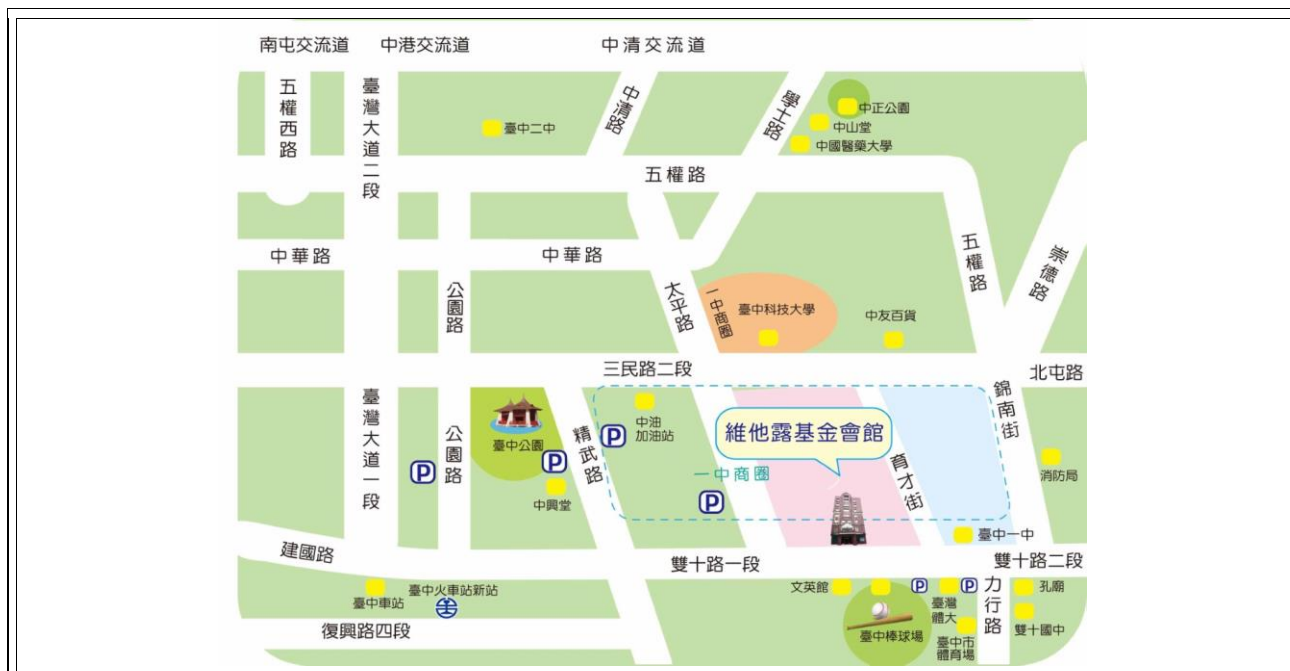 南屯交流道
中港交流道
中清交流道
五權西路
臺灣大道二段
中清路
學士路
中正公園
中山堂
中國醫藥大學
臺中二中
五權路
中華路
中華路
五權路
崇德路
公園路
太平路
一中商圈
臺中科技大學
中友百貨
三民路二段
北屯路
臺灣大道一段
公園路
臺中公園
精武路
中油
加油站
維他露基金會館
錦南街
育才街
消防局
一中商圈
P
P
P
P
中興堂
臺中一中
建國路
雙十路一段
雙十路二段
臺中車站
臺中火車站新站
文英館
P
臺灣
體大
P
力行路
孔廟
復興路四段
臺中棒球場
臺中市
體育場
雙十國中